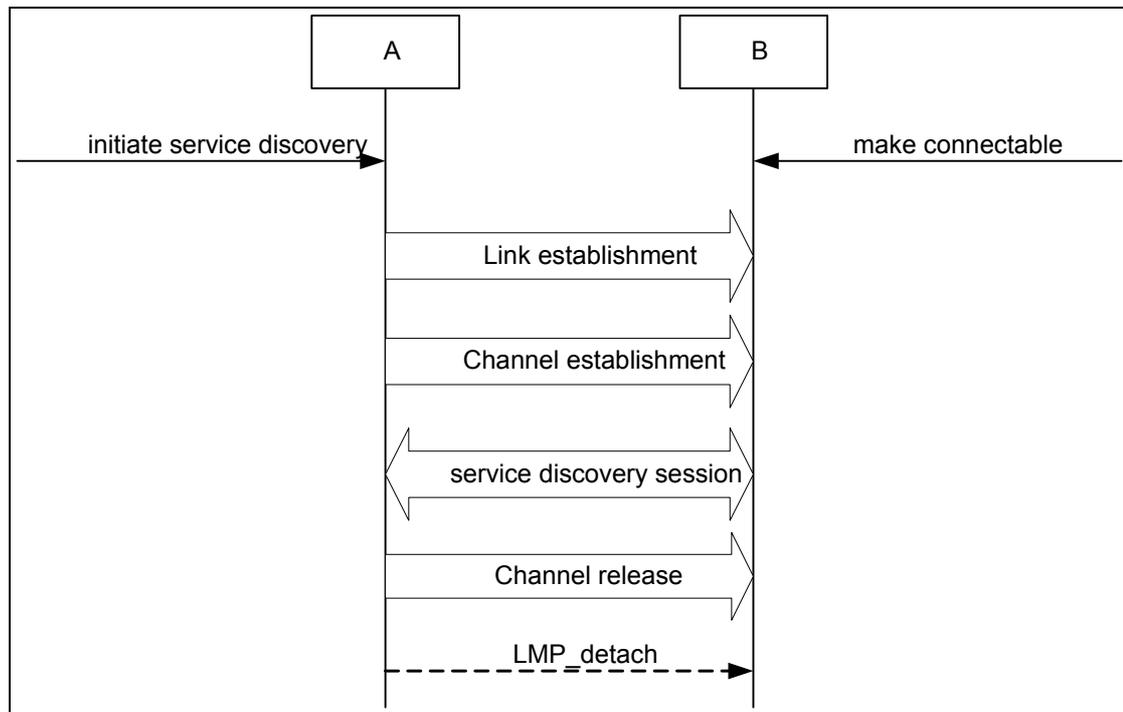 A
B
initiate service discovery
make connectable
Link establishment
Channel establishment
service discovery session
Channel release
LMP_detach